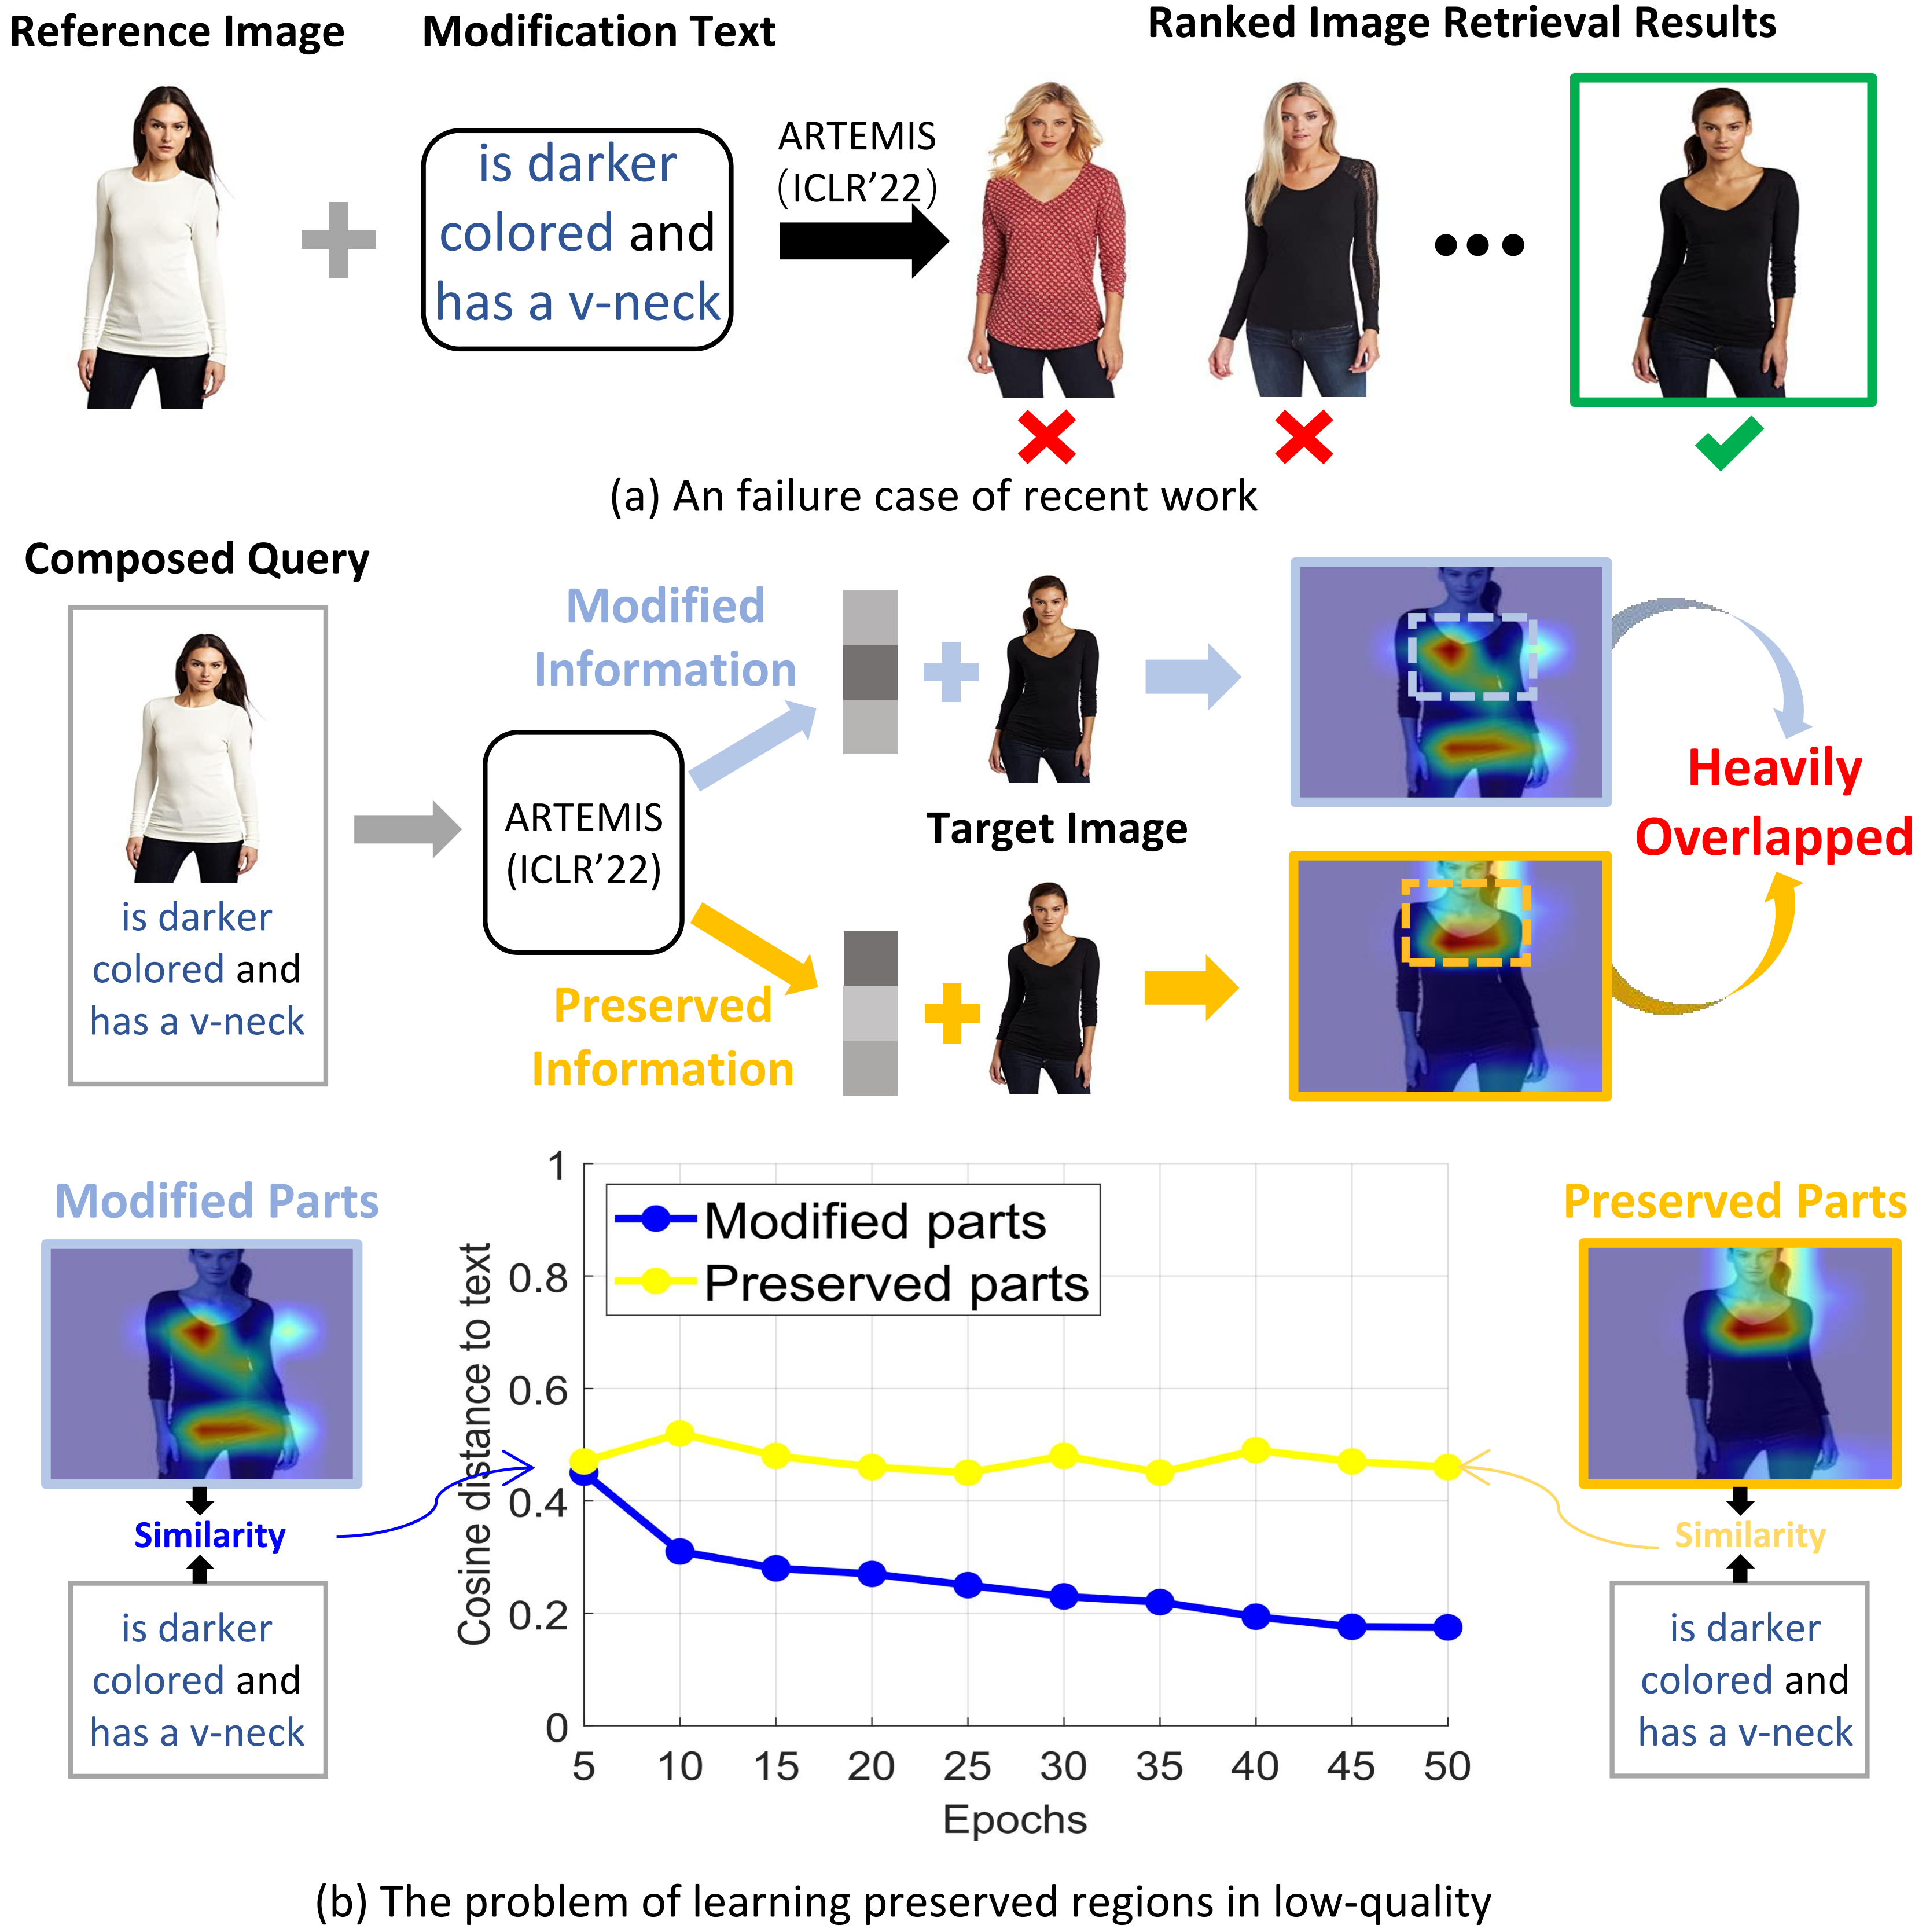 Reference Image
Modification Text
Ranked Image Retrieval Results
is darker
colored and
has a v-neck
ARTEMIS
(ICLR’22)
(a) An failure case of recent work
Composed Query
is darker
colored and
has a v-neck
ARTEMIS
(ICLR’22)
Modified
Information
Target Image
Preserved
Information
Heavily
Overlapped
Modified Parts
Similarity
is darker
colored and
has a v-neck
Cosine distance to text
1
0.8
0.6
0.4
0.2
0
Modified parts
Preserved parts
5 10 15 20 25 30 35 40 45 50
Epochs
Preserved Parts
Similarity
is darker
colored and
has a v-neck
(b) The problem of learning preserved regions in low-quality